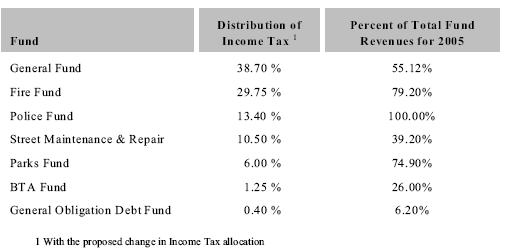 Fund Distribution of Income Tax 1 Percent of Total Fund Revenues for 2005
General Fund 38.70 % 55.12%
Fire Fund 29.75 % 79.20%
Police Fund 13.40 % 100.00%
Street Maintenance & Repair 10.50 % 39.20%
Parks Fund 6.00 % 74.90%
BTA Fund 1.25 % 26.00%
General Obligation Debt Fund 0.40 % 6.20%
1 With the proposed change in Income Tax allocation